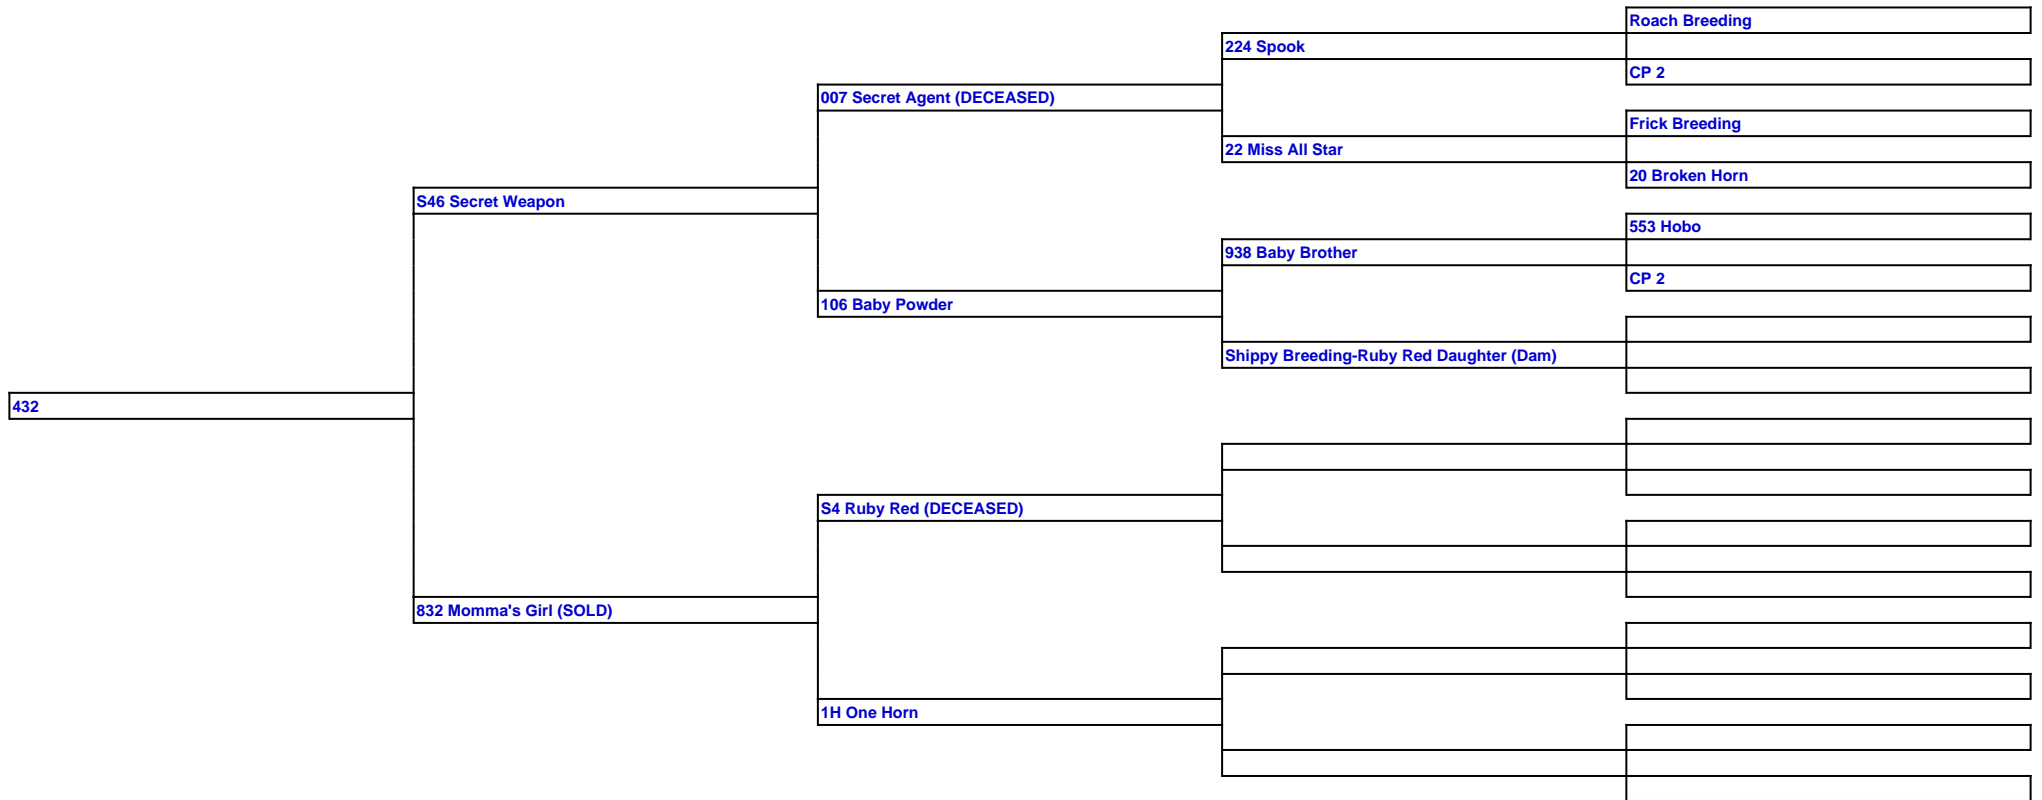 Roach Breeding
224 Spook
CP 2
007 Secret Agent (DECEASED)
Frick Breeding
22 Miss All Star
20 Broken Horn
S46 Secret Weapon
553 Hobo
938 Baby Brother
CP 2
106 Baby Powder
Shippy Breeding-Ruby Red Daughter (Dam)
432
S4 Ruby Red (DECEASED)
832 Momma's Girl (SOLD)
1H One Horn